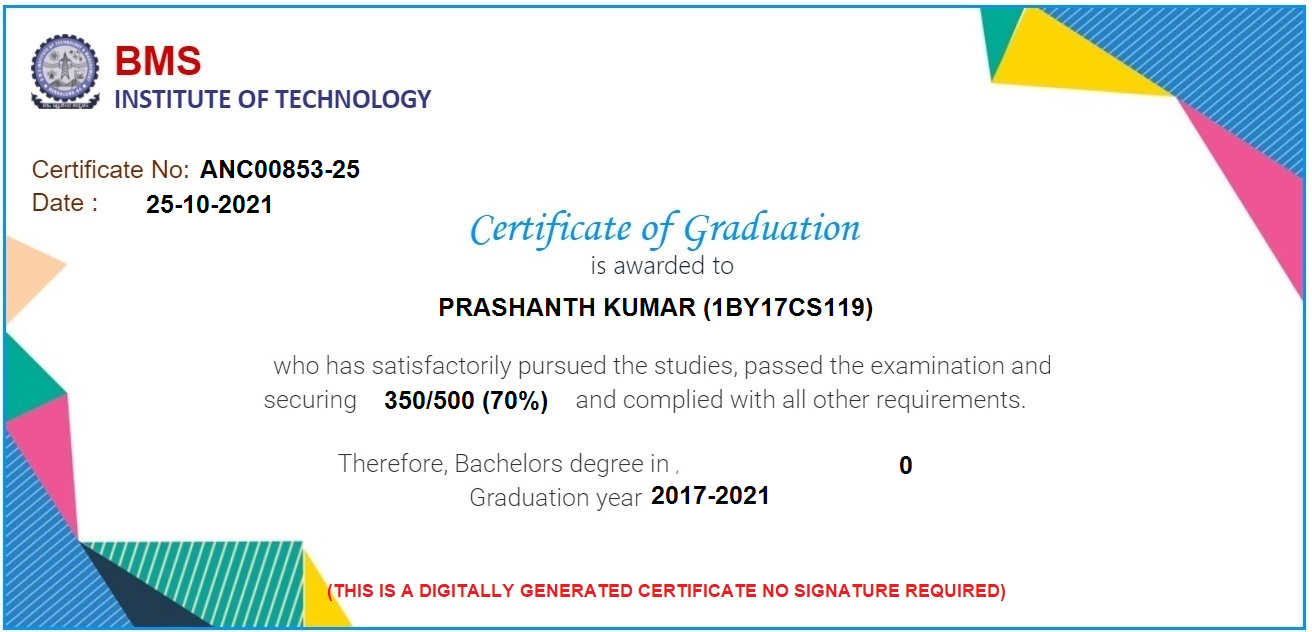 BMS
INSTITUTE OF TECHNOLOGY
Certificate No: ANC00853-25
Date : 25-10-2021
Certificate of Graduation
is awarded to
PRASHANTH KUMAR (1BY17CS119)
who has satisfactorily pursued the studies, passed the examination and
securing 350/500 (70%) and complied with all other requirements.
Therefore, Bachelors degree in , 0
Graduation year 2017-2021
(THIS IS A DIGITALLY GENERATED CERTIFICATE NO SIGNATURE REQUIRED)